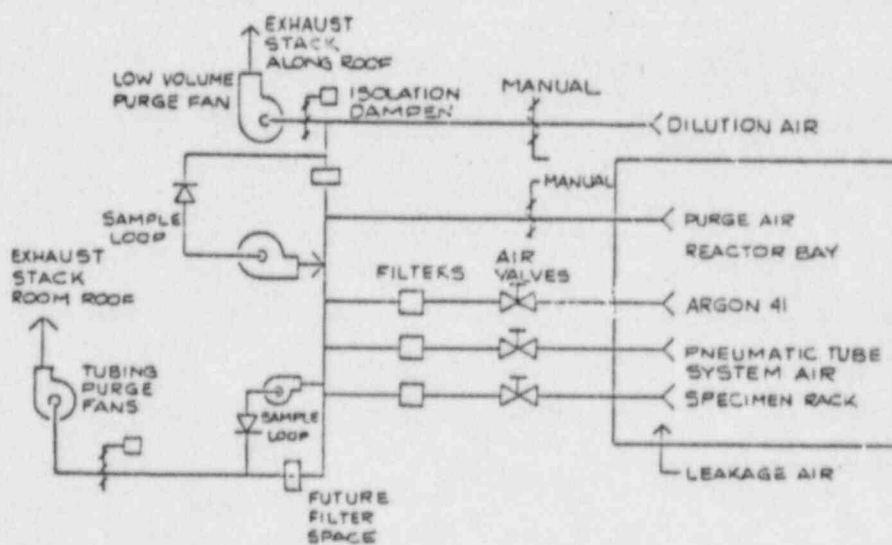 EXHAUST
STACK
ALONG ROOF
LOW VOLUME
PURGE FAN
ISOLATION
DAMPEN
MANUAL
DILUTION AIR
MANUAL
SAMPLE
LOOP
PURGE AIR
REACTOR BAY
EXHAUST
STACK
ROOM ROOF
FILTEKS
AIR
VALVES
ARGON 41
TUBING
PURGE
FANS
PNEUMATIC TUBE
SYSTEM AIR
SAMPLE
LOOP
SPECIMEN RACK
LEAKAGE AIR
FUTURE
FILTER
SPACE